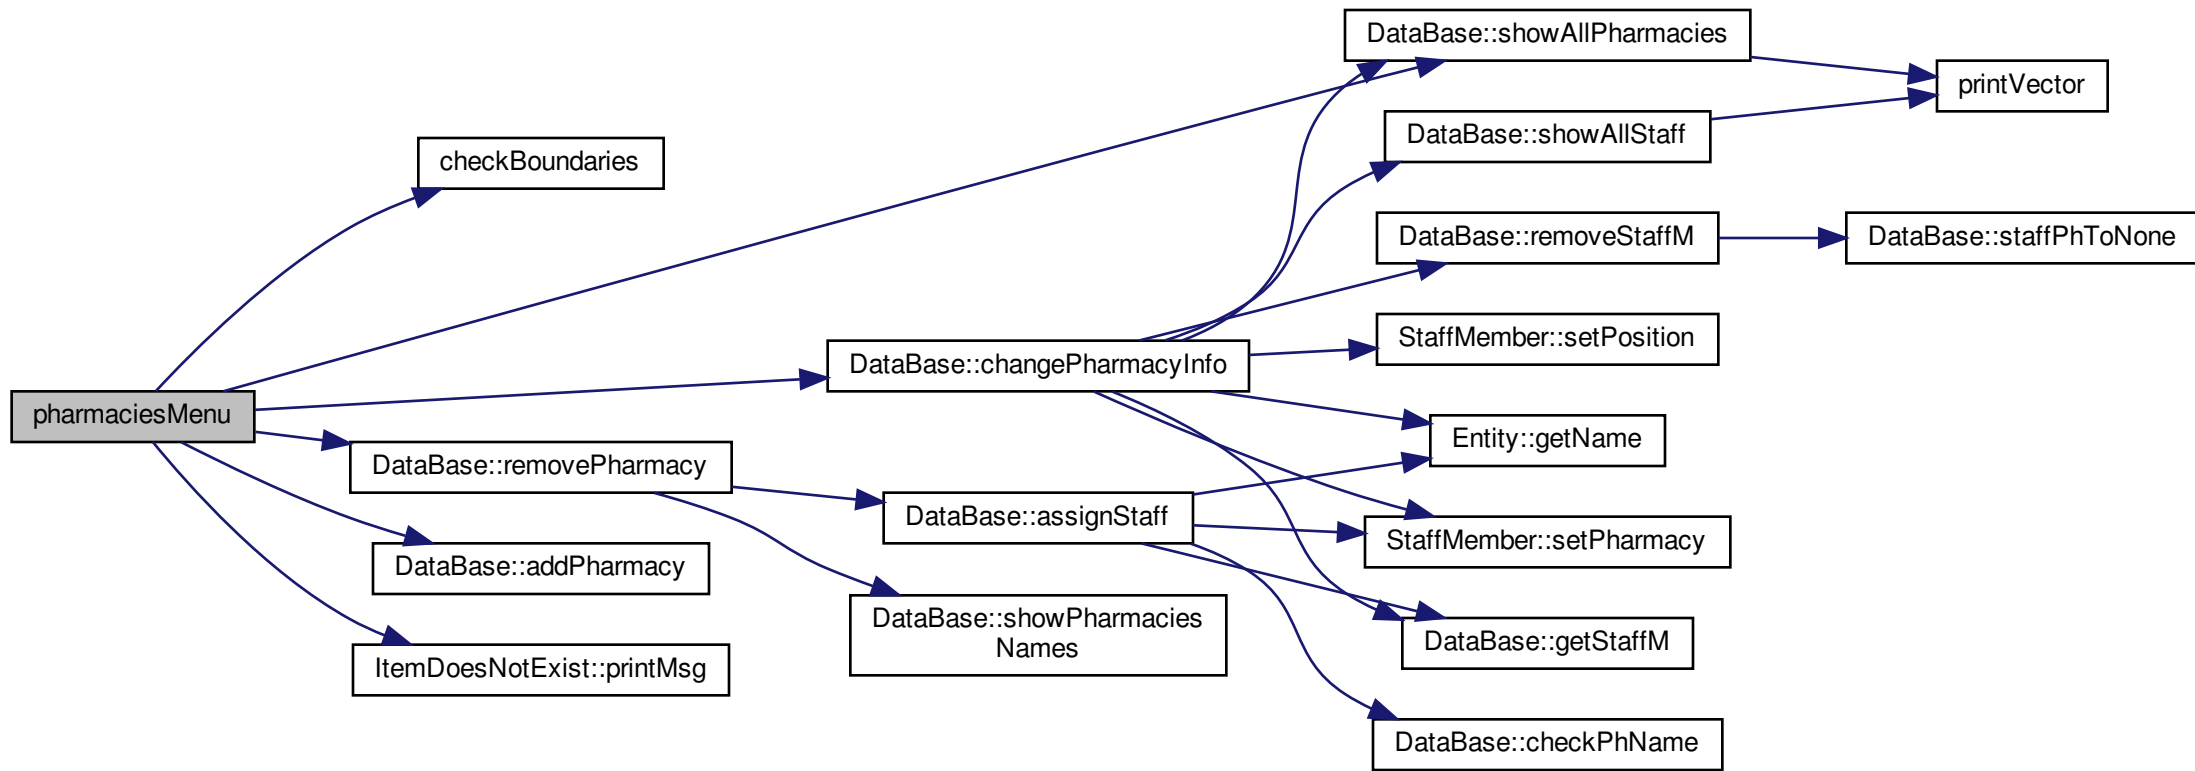 DataBase::showAllPharmacies
printVector
DataBase::showAllStaff
checkBoundaries
DataBase::removeStaffM
DataBase::staffPhToNone
StaffMember::setPosition
DataBase::changePharmacyInfo
pharmaciesMenu
Entity::getName
DataBase::removePharmacy
DataBase::assignStaff
StaffMember::setPharmacy
DataBase::addPharmacy
DataBase::showPharmacies
Names
DataBase::getStaffM
ItemDoesNotExist::printMsg
DataBase::checkPhName